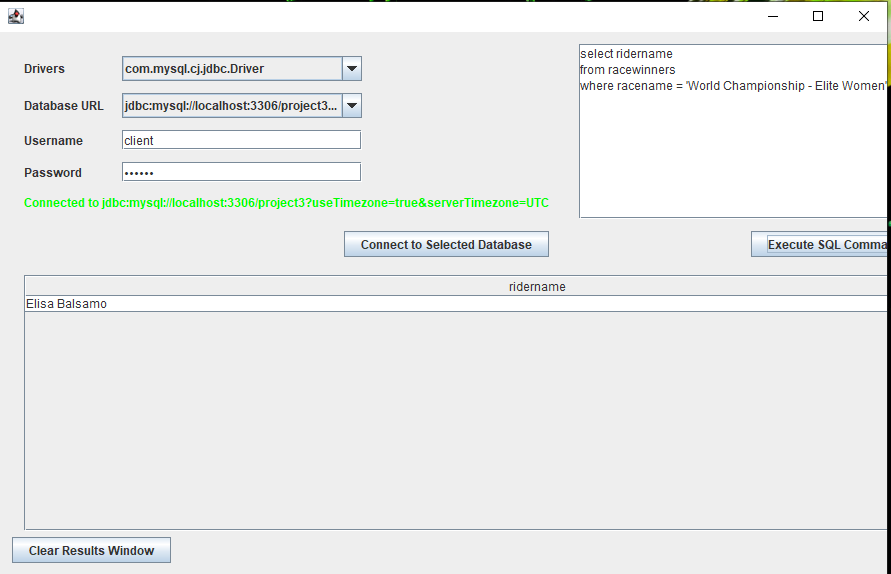 Drivers
com.mysql.cj.jdbc.Driver
Database URL
jdbc:mysql://localhost:3306/project3...
Username
client
Password
••••••
Connected to jdbc:mysql://localhost:3306/project3?useTimezone=true&serverTimezone=UTC
select ridername
from racewinners
where racename = 'World Championship - Elite Women'
Connect to Selected Database
Execute SQL Comma
ridername
Elisa Balsamo
Clear Results Window